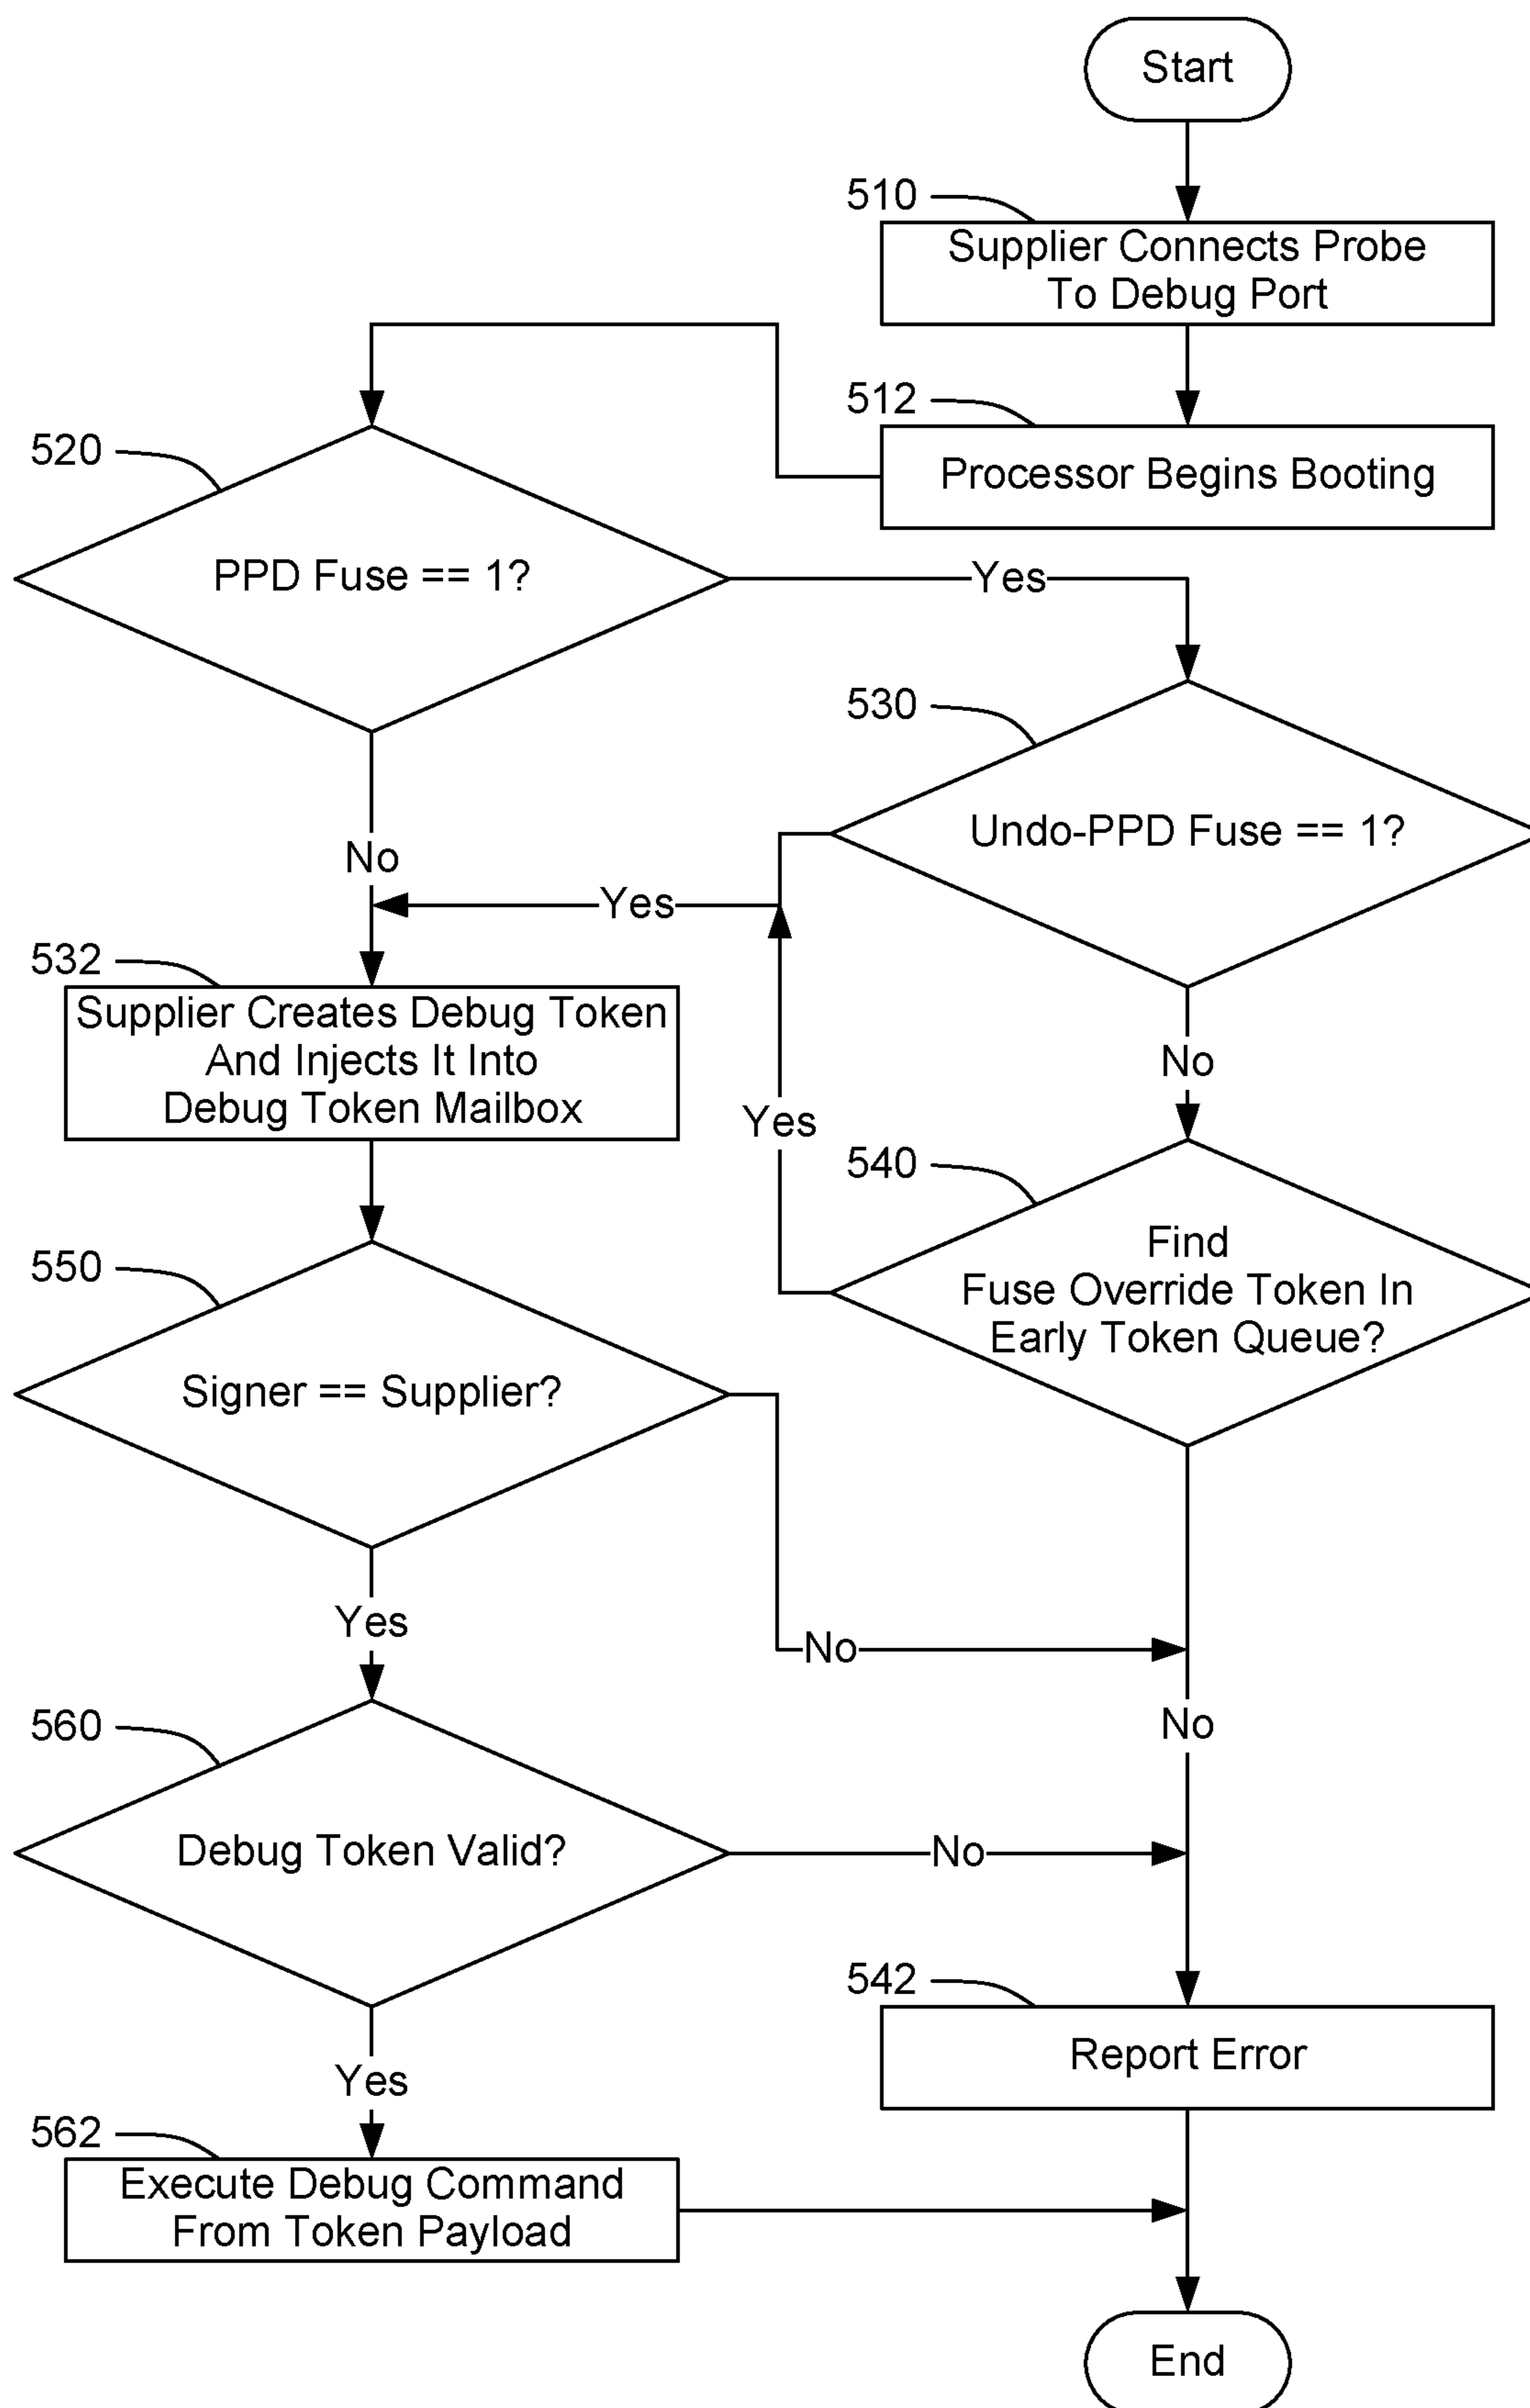 Start
510
Supplier Connects Probe
To Debug Port
512
Processor Begins Booting
520
PPD Fuse == 1?
Yes
530
Undo-PPD Fuse == 1?
No
Yes
532
Supplier Creates Debug Token
And Injects It Into
Debug Token Mailbox
No
Yes
540
Find
Fuse Override Token In
Early Token Queue?
550
Signer == Supplier?
Yes
No
No
560
Debug Token Valid?
No
542
Report Error
Yes
562
Execute Debug Command
From Token Payload
End